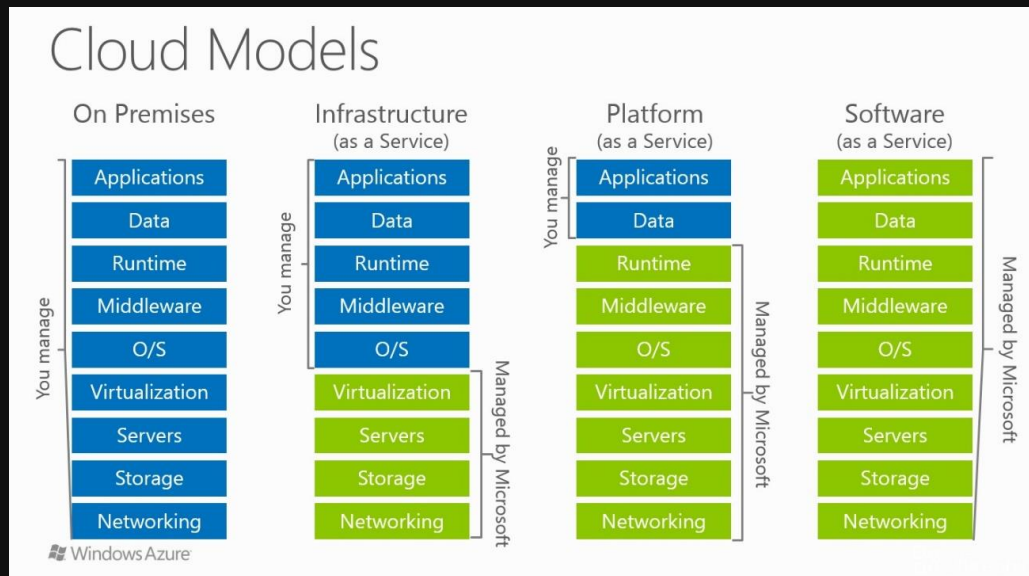 Cloud Models
On Premises
You manage
Applications
Data
Runtime
Middleware
O/S
Virtualization
Servers
Storage
Networking
Infrastructure
(as a Service)
You manage
Applications
Data
Runtime
Middleware
O/S
Virtualization
Servers
Storage
Networking
Managed by Microsoft
Platform
(as a Service)
You manage
Applications
Data
Runtime
Middleware
O/S
Virtualization
Servers
Storage
Networking
Managed by Microsoft
Software
(as a Service)
Applications
Data
Runtime
Middleware
O/S
Virtualization
Servers
Storage
Networking
Managed by Microsoft
Windows Azure